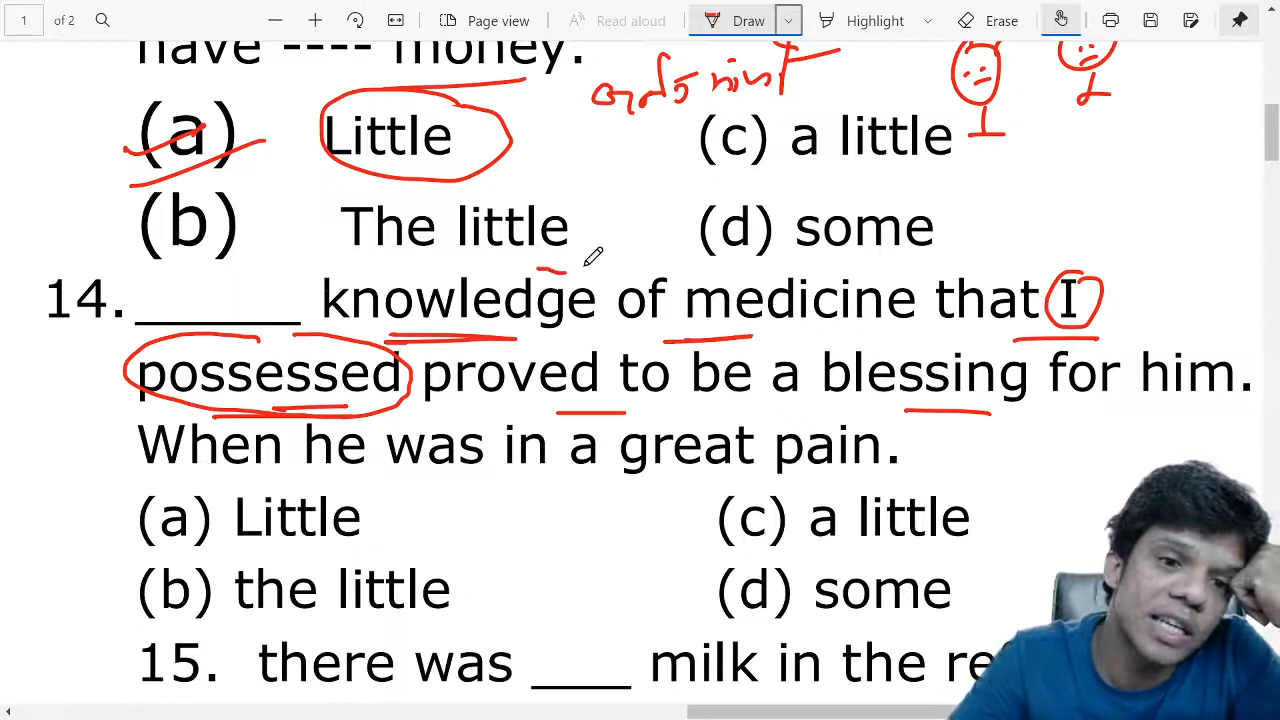 1 of 2 Page view Read aloud Draw Highlight Erase
have ---- money.
(a) Little (c) a little
(b) The little (d) some
14._____ knowledge of medicine that I
possessed proved to be a blessing for him.
When he was in a great pain.
(a) Little (c) a little
(b) the little (d) some
15. there was ____ milk in the